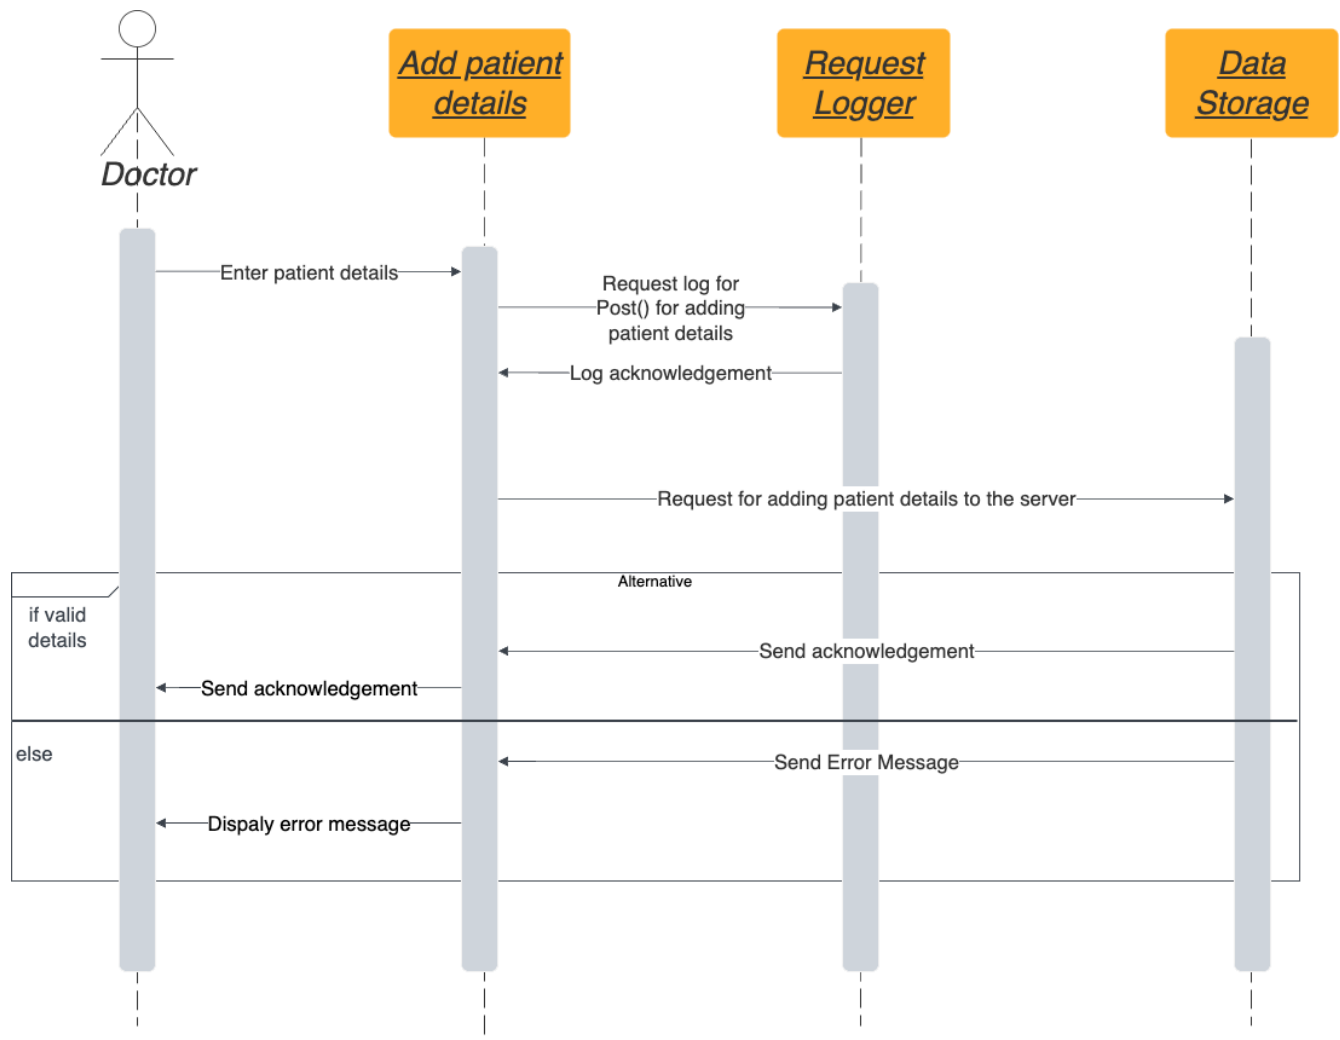 Add patient
details
Request
Logger
Data
Storage
Doctor
Enter patient details
Request log for
Post() for adding
patient details
Log acknowledgement
Request for adding patient details to the server
Alternative
if valid
details
Send acknowledgement
Send acknowledgement
else
Send Error Message
Dispaly error message